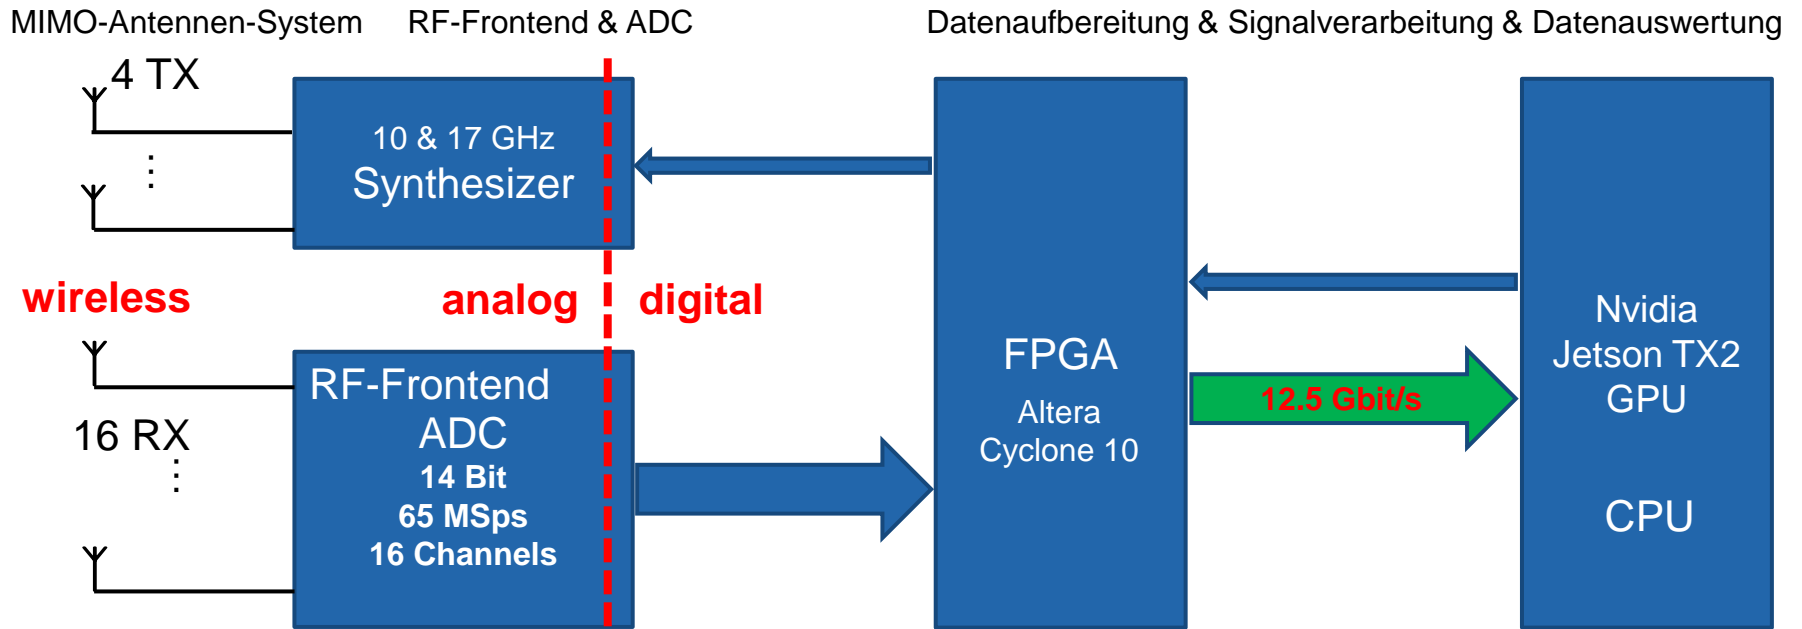 MIMO-Antennen-System
RF-Frontend & ADC
Datenaufbereitung & Signalverarbeitung & Datenauswertung
4 TX
10 & 17 GHz
Synthesizer
wireless
analog
digital
16 RX
RF-Frontend
ADC
14 Bit
65 MSps
16 Channels
FPGA
Altera
Cyclone 10
12.5 Gbit/s
Nvidia
Jetson TX2
GPU
CPU